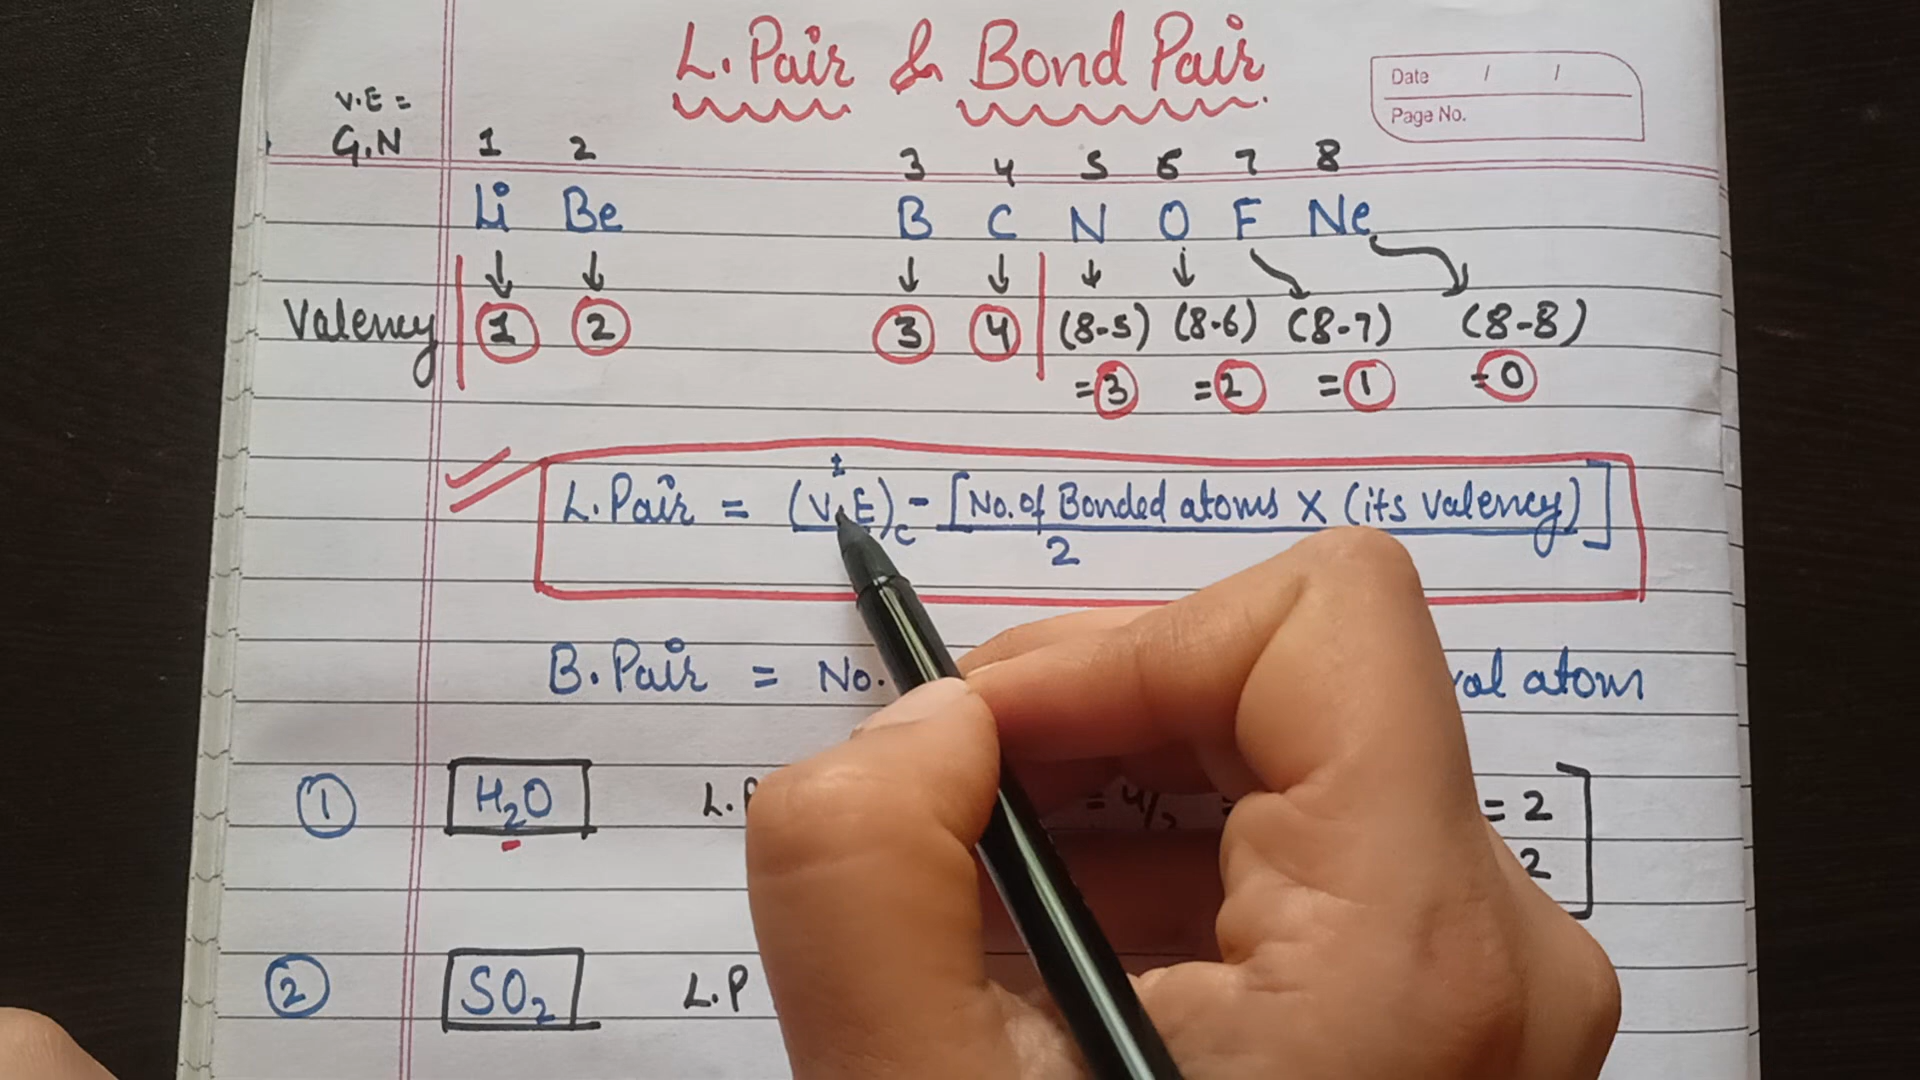 L. Pair & Bond Pair
Date / /
Page No.
V.E =
G.N 1 2 3 4 5 6 7 8
Li Be B C N O F Ne
Valency 1 2 3 4 (8-5) (8-6) (8-7) (8-8)
=3 =2 =1 =0
L. Pair = (V.E)c - [No. of Bonded atoms X (its valency)]
2
B. Pair = No. atom
1 H2O = 4/2 = 2
2
2 SO2 L.P